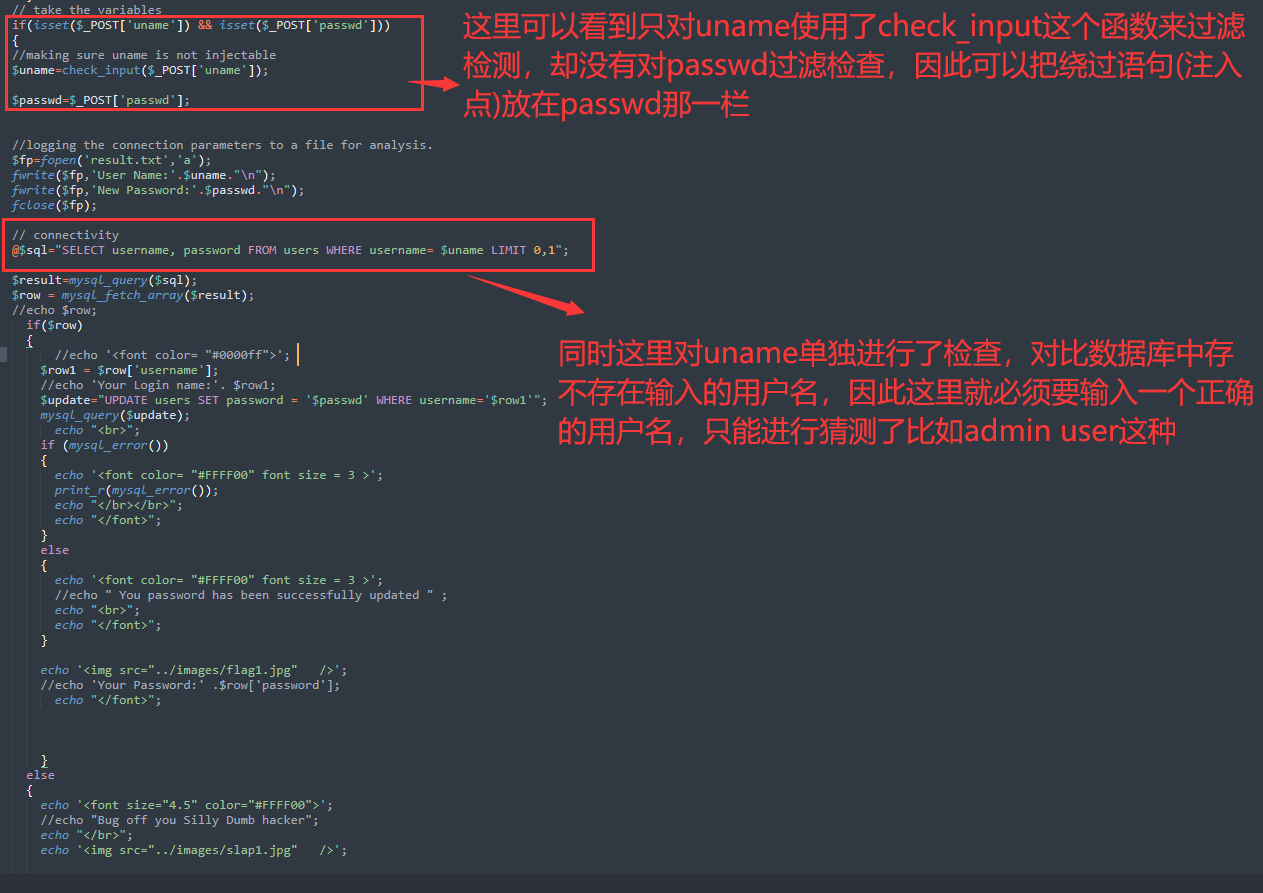 // take the variables
if(isset($_POST['uname']) && isset($_POST['passwd']))
{
//making sure uname is not injectable
$uname=check_input($_POST['uname']);
$passwd=$_POST['passwd'];
这里可以看到只对uname使用了check_input这个函数来过滤
检测，却没有对passwd过滤检查，因此可以把绕过语句(注入
点)放在passwd那一栏
//logging the connection parameters to a file for analysis.
$fp=fopen('result.txt','a');
fwrite($fp,'User Name:'.$uname."\n");
fwrite($fp,'New Password:'.$passwd."\n");
fclose($fp);
// connectivity
@$sql="SELECT username, password FROM users WHERE username= $uname LIMIT 0,1";
$result=mysql_query($sql);
$row = mysql_fetch_array($result);
//echo $row;
if($row)
{
//echo '<font color= "#0000ff">';
$row1 = $row['username'];
//echo 'Your Login name:'. $row1;
$update="UPDATE users SET password = '$passwd' WHERE username='$row1'";
mysql_query($update);
echo "<br>";
同时这里对uname单独进行了检查，对比数据库中存
不存在输入的用户名，因此这里就必须要输入一个正确
的用户名，只能进行猜测了比如admin user这种
if (mysql_error())
{
echo '<font color= "#FFFF00" font size = 3 >';
print_r(mysql_error());
echo "</br></br>";
echo "</font>";
}
else
{
echo '<font color= "#FFFF00" font size = 3 >';
//echo " You password has been successfully updated " ;
echo "<br>";
echo "</font>";
}
echo '<img src="../images/flag1.jpg"   />';
//echo 'Your Password:' .$row['password'];
echo "</font>";
}
else
{
echo '<font size="4.5" color="#FFFF00">';
//echo "Bug off you Silly Dumb hacker";
echo "</br>";
echo '<img src="../images/slap1.jpg"   />';